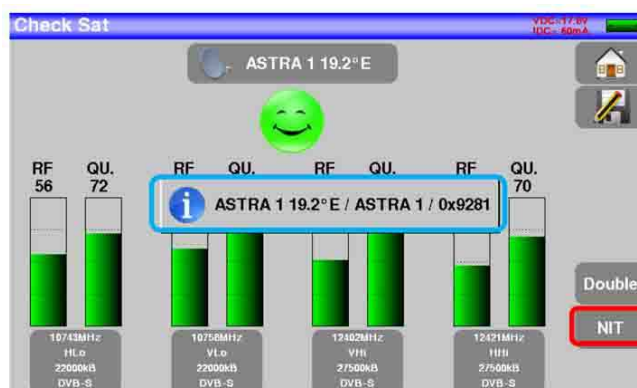 Check Sat
VDC=17.8V
IDC= 60mA
ASTRA 1 19.2°E
RF QU. RF QU. RF QU. RF QU.
56 72 70
ASTRA 1 19.2°E / ASTRA 1 / 0x9281
Double
NIT
10743MHz 10758MHz 12402MHz 12421MHz
HLo VLo VHi HHi
22000kB 22000kB 27500kB 27500kB
DVB-S DVB-S DVB-S DVB-S